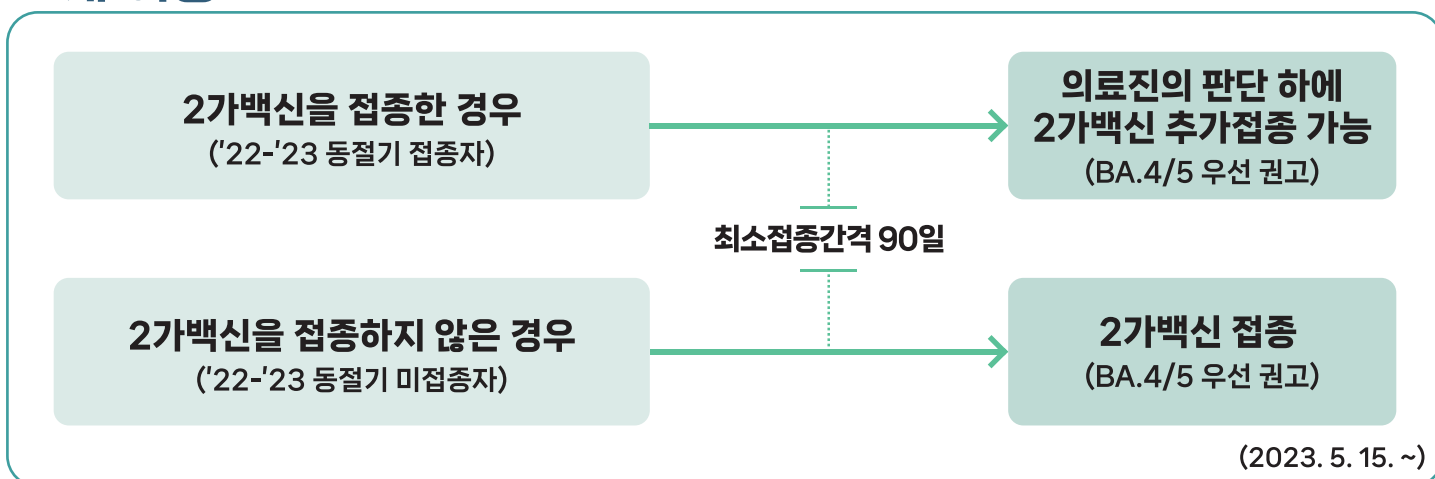 2가백신을 접종한 경우
('22-'23 동절기 접종자)
의료진의 판단 하에
2가백신 추가접종 가능
(BA.4/5 우선 권고)
최소접종간격 90일
2가백신을 접종하지 않은 경우
('22-'23 동절기 미접종자)
2가백신 접종
(BA.4/5 우선 권고)
(2023. 5. 15. ~)